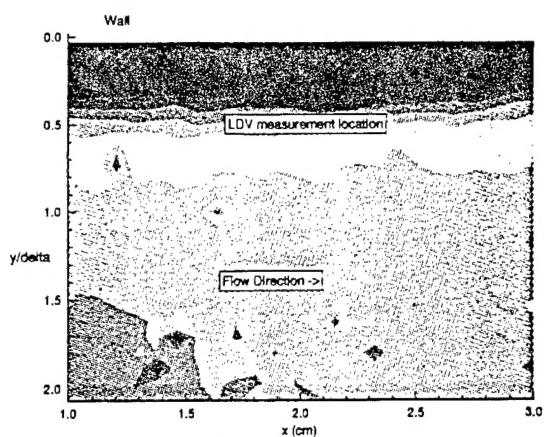 Wall
0.0
0.5
LDV measurement location
1.0
y/delta
Flow Direction ->
1.5
2.0
1.0 1.5 2.0 2.5 3.0
x (cm)